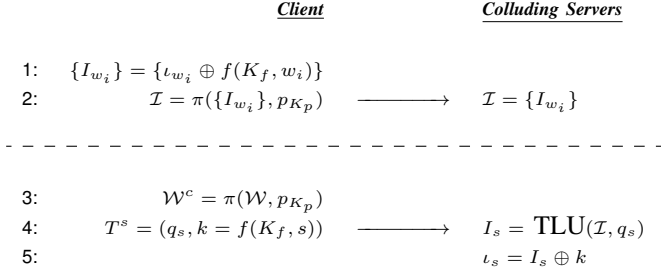 Client Colluding Servers
1: {I_{w_i}} = {ι_{w_i} ⊕ f(K_f, w_i)}
2: ℐ = π({I_{w_i}}, p_{K_p}) ⟶ ℐ = {I_{w_i}}
3: 𝒲^c = π(𝒲, p_{K_p})
4: T^s = (q_s, k = f(K_f, s)) ⟶ I_s = TLU(ℐ, q_s)
5: ι_s = I_s ⊕ k